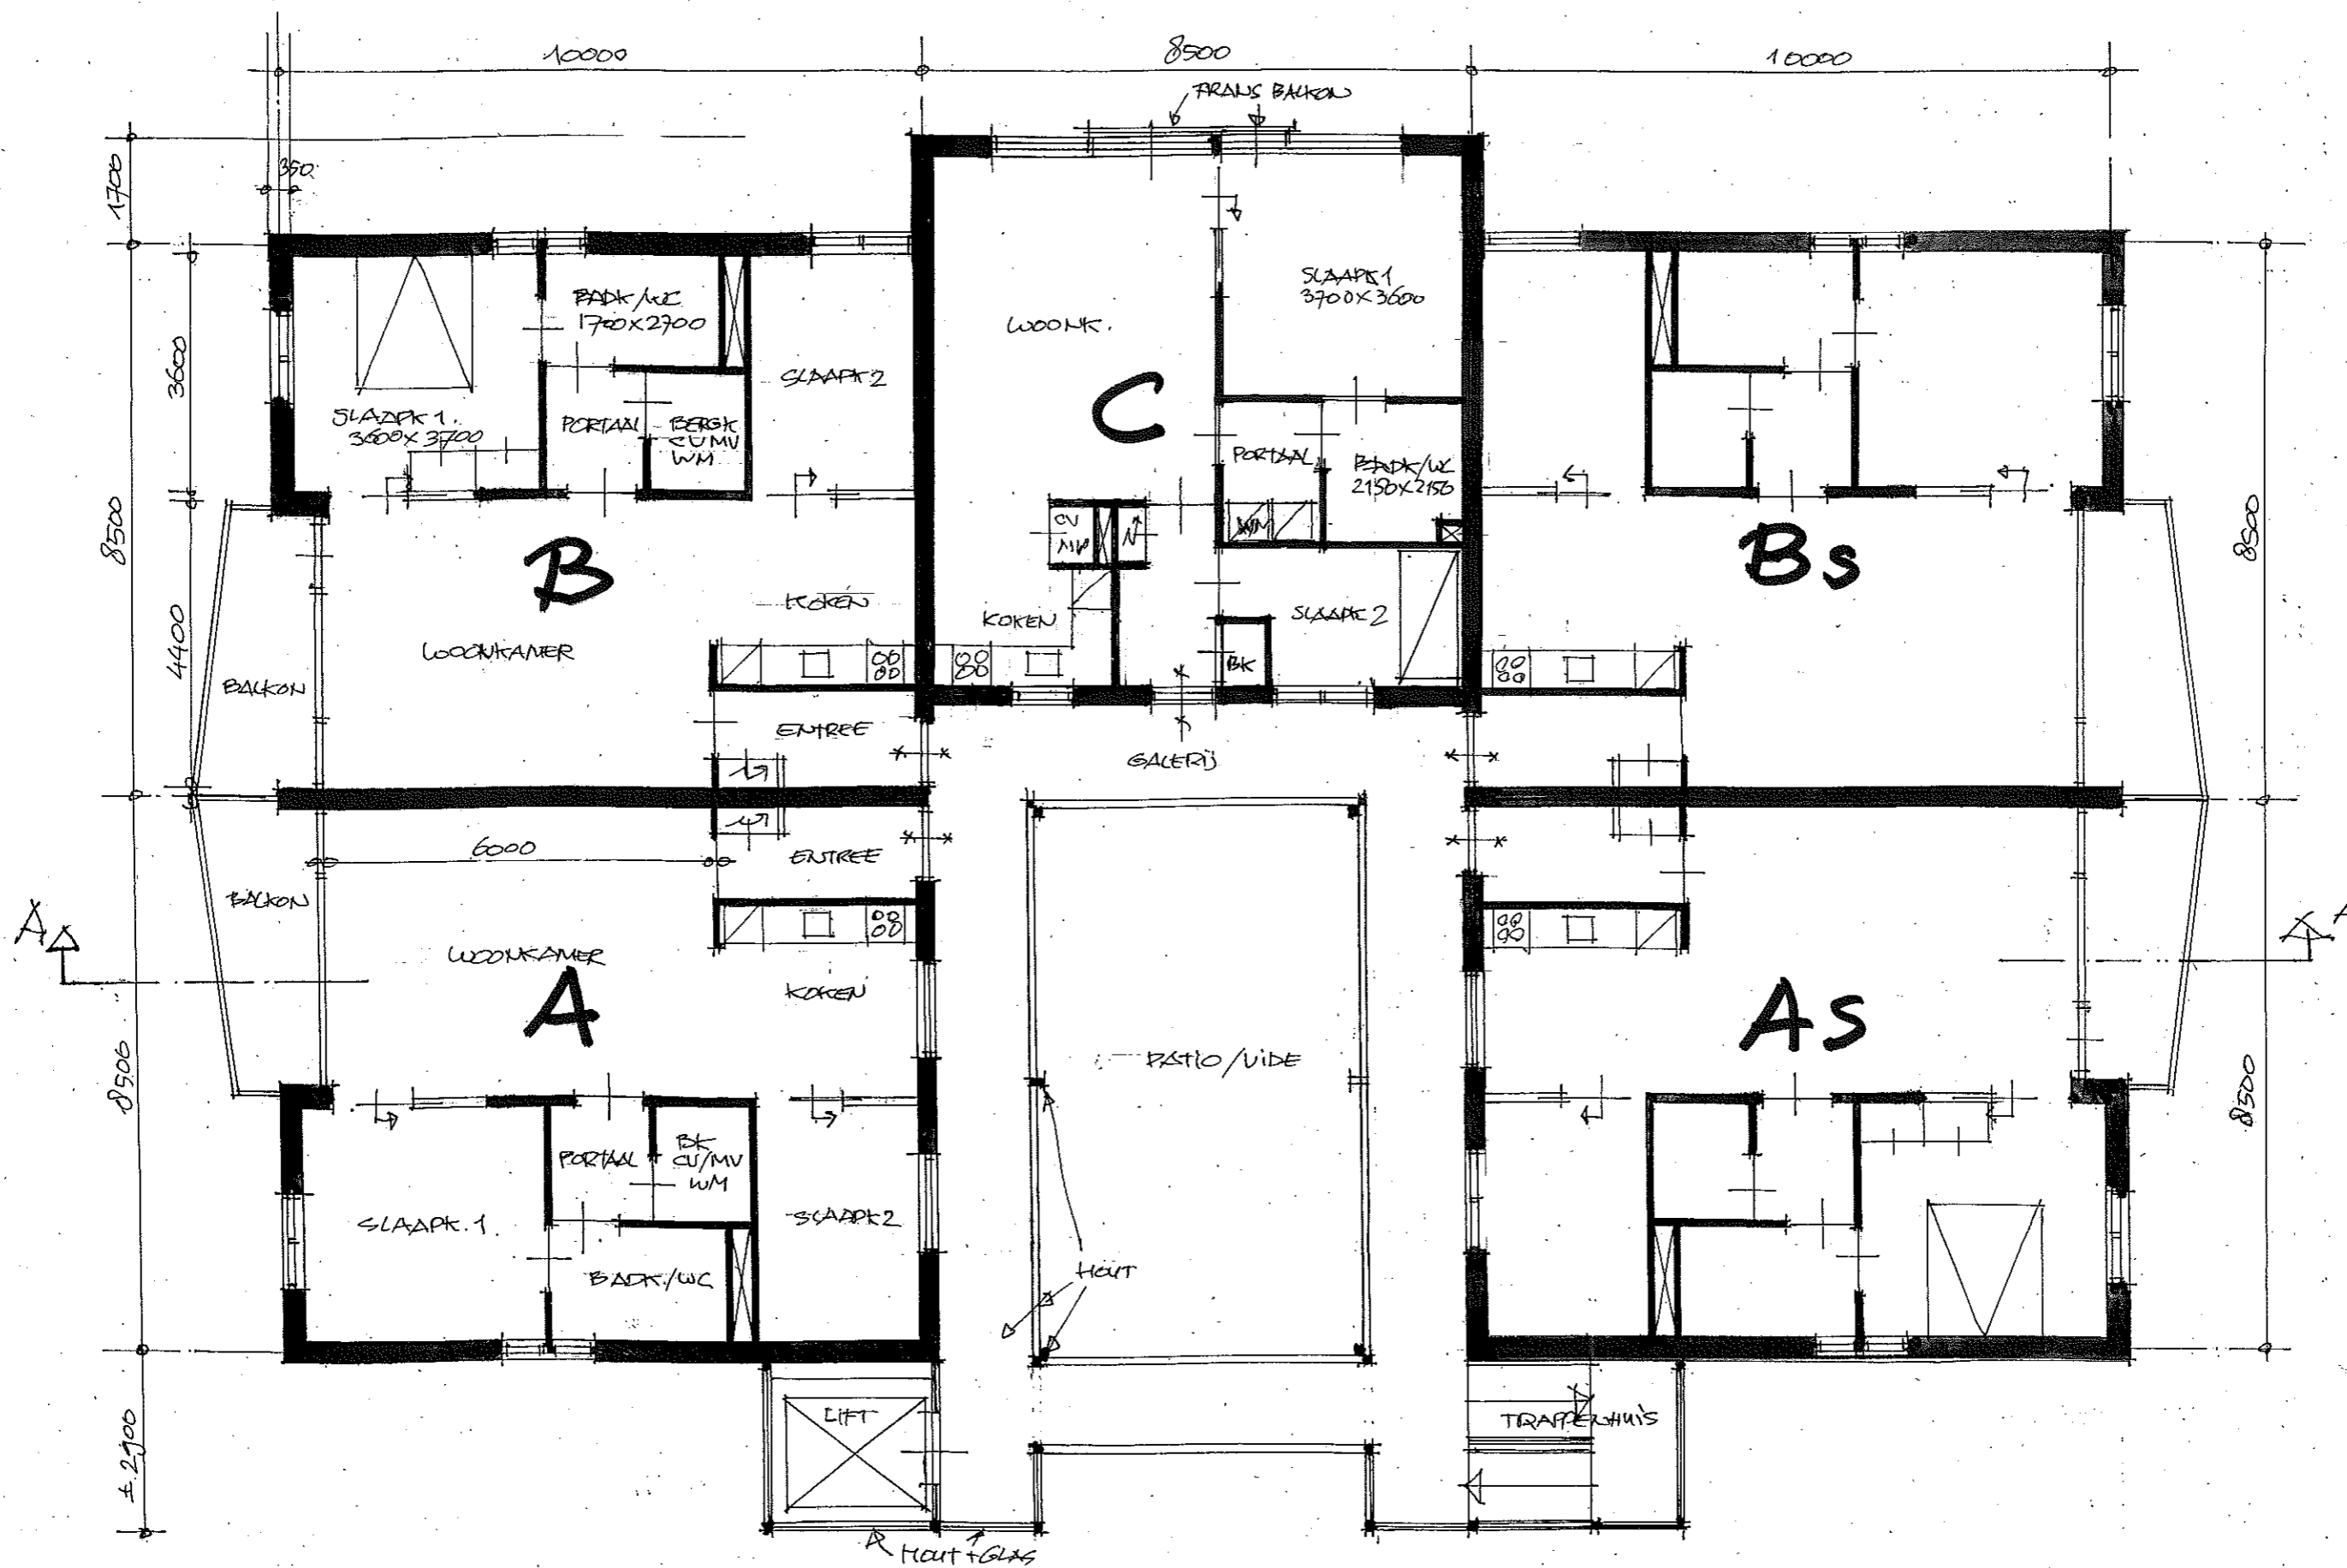 10000
8500
10000
FRANS BALKON
1700
350
8500
3600
4400
SLAAPK 1.
3600X3700
BADK/WC
1700X2700
PORTAAL
BERGK
CV MV
WM
SLAAPK 2
B
WOONKAMER
KOKEN
BALKON
ENTREE
WOONK.
C
SLAAPK 1
3700X3600
PORTAAL
BADK/WC
2150X2150
WM
CV
MV
KOKEN
SLAAPK 2
BK
GALERIJ
Bs
8500
6000
ENTREE
BALKON
A
WOONKAMER
A
KOKEN
8500
PORTAAL
BK
CV/MV
WM
SLAAPK. 1
SLAAPK 2
BADK./WC
PATIO/VIDE
HOUT
As
A
8500
± 2900
LIFT
TRAPPENHUIS
HOUT + GLAS